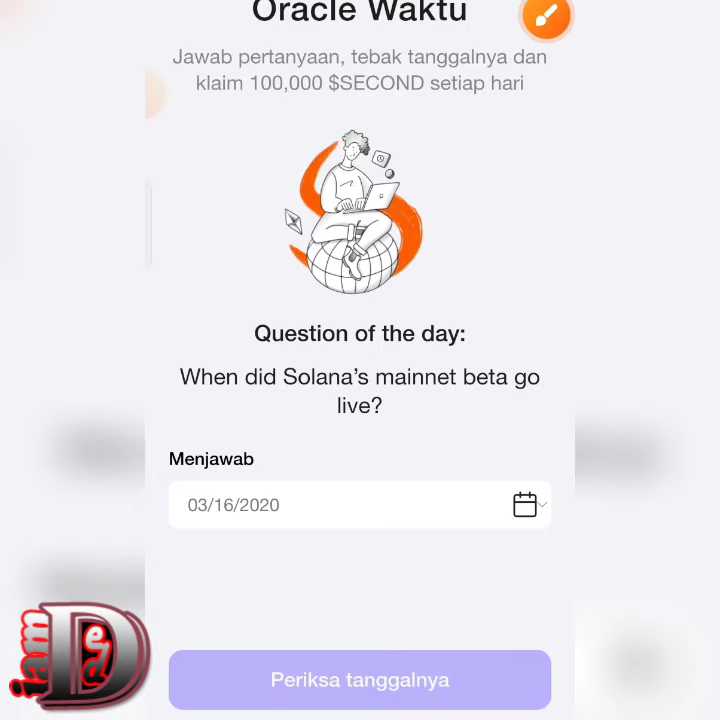 Oracle Waktu
Jawab pertanyaan, tebak tanggalnya dan
klaim 100,000 $SECOND setiap hari
Question of the day:
When did Solana’s mainnet beta go
live?
Menjawab
03/16/2020
Periksa tanggalnya